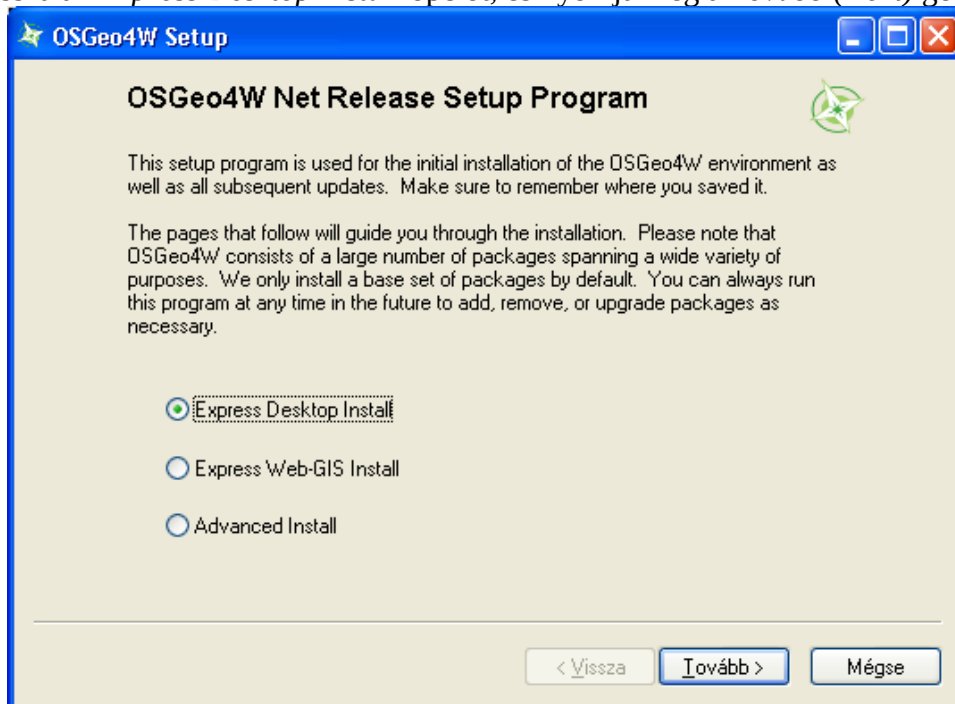 OSGeo4W Setup
OSGeo4W Net Release Setup Program
This setup program is used for the initial installation of the OSGeo4W environment as
well as all subsequent updates. Make sure to remember where you saved it.
The pages that follow will guide you through the installation. Please note that
OSGeo4W consists of a large number of packages spanning a wide variety of
purposes. We only install a base set of packages by default. You can always run
this program at any time in the future to add, remove, or upgrade packages as
necessary.
Express Desktop Install
Express Web-GIS Install
Advanced Install
< Vissza
Tovább >
Mégse